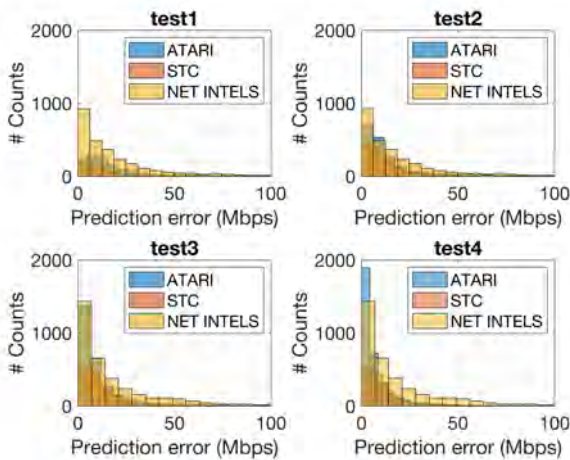 test1
2000
1000
0
# Counts
ATARI
STC
NET INTELS
0
50
100
Prediction error (Mbps)
test2
2000
1000
0
# Counts
ATARI
STC
NET INTELS
0
50
100
Prediction error (Mbps)
test3
2000
1000
0
# Counts
ATARI
STC
NET INTELS
0
50
100
Prediction error (Mbps)
test4
2000
1000
0
# Counts
ATARI
STC
NET INTELS
0
50
100
Prediction error (Mbps)